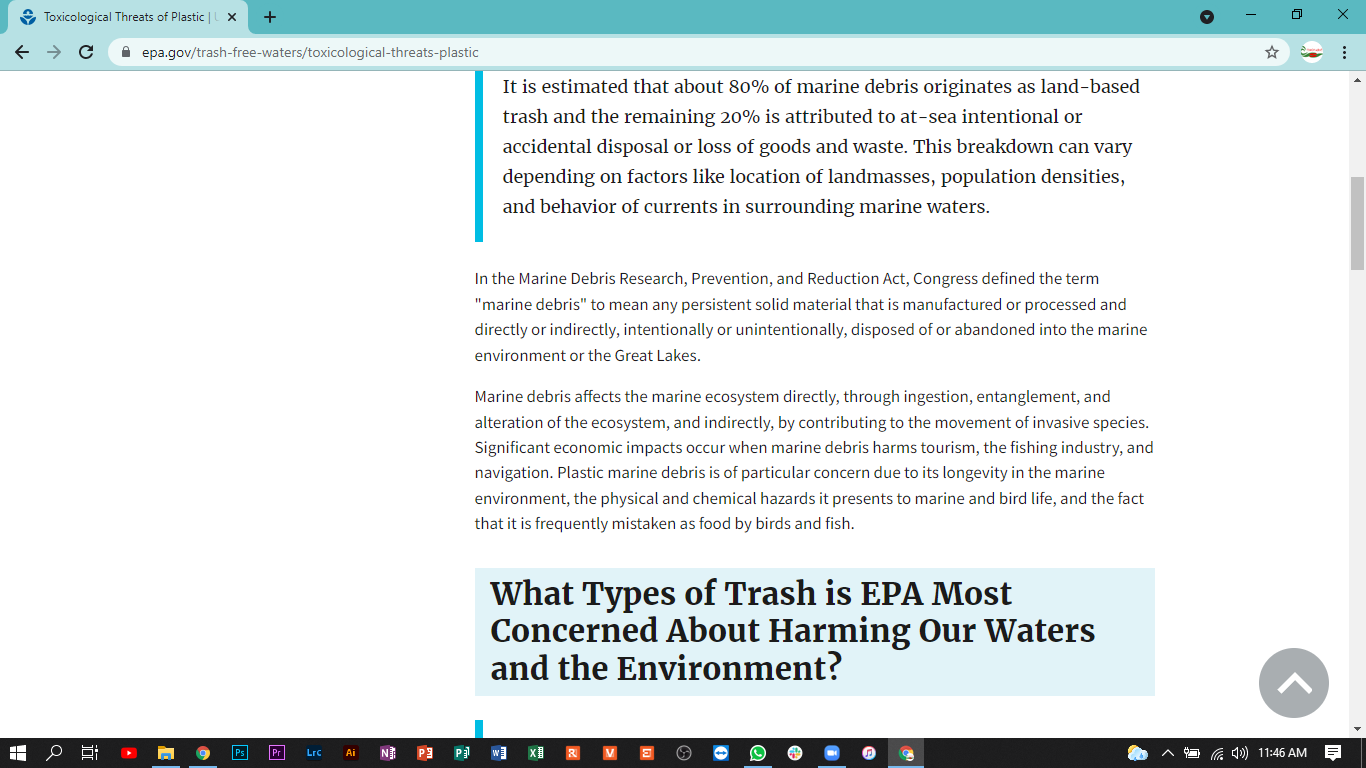 Toxicological Threats of Plastic |
epa.gov/trash-free-waters/toxicological-threats-plastic
It is estimated that about 80% of marine debris originates as land-based
trash and the remaining 20% is attributed to at-sea intentional or
accidental disposal or loss of goods and waste. This breakdown can vary
depending on factors like location of landmasses, population densities,
and behavior of currents in surrounding marine waters.
In the Marine Debris Research, Prevention, and Reduction Act, Congress defined the term
"marine debris" to mean any persistent solid material that is manufactured or processed and
directly or indirectly, intentionally or unintentionally, disposed of or abandoned into the marine
environment or the Great Lakes.
Marine debris affects the marine ecosystem directly, through ingestion, entanglement, and
alteration of the ecosystem, and indirectly, by contributing to the movement of invasive species.
Significant economic impacts occur when marine debris harms tourism, the fishing industry, and
navigation. Plastic marine debris is of particular concern due to its longevity in the marine
environment, the physical and chemical hazards it presents to marine and bird life, and the fact
that it is frequently mistaken as food by birds and fish.
What Types of Trash is EPA Most
Concerned About Harming Our Waters
and the Environment?
Ps Pr Lrc Ai N P P W X R V E 11:46 AM